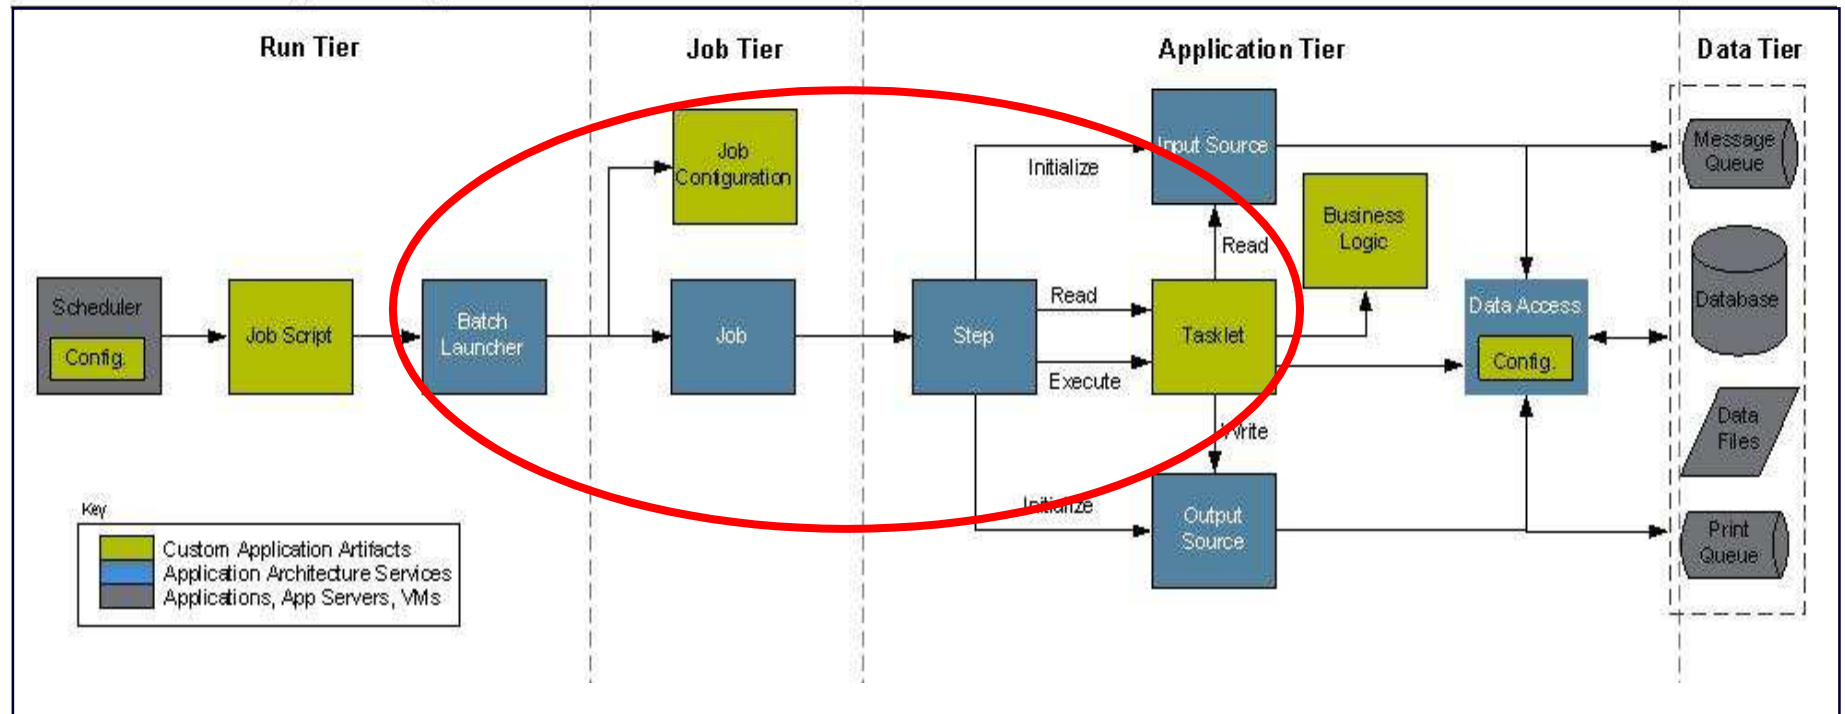 Run Tier
Job Tier
Application Tier
Data Tier
Job
Configuration
Input Source
Message
Queue
Initialize
Business
Logic
Read
Scheduler
Config.
Job Script
Batch
Launcher
Job
Step
Read
Execute
Tasklet
Data Access
Config.
Database
Write
Data
Files
Initialize
Output
Source
Print
Queue
Key
Custom Application Artifacts
Application Architecture Services
Applications, App Servers, VMs